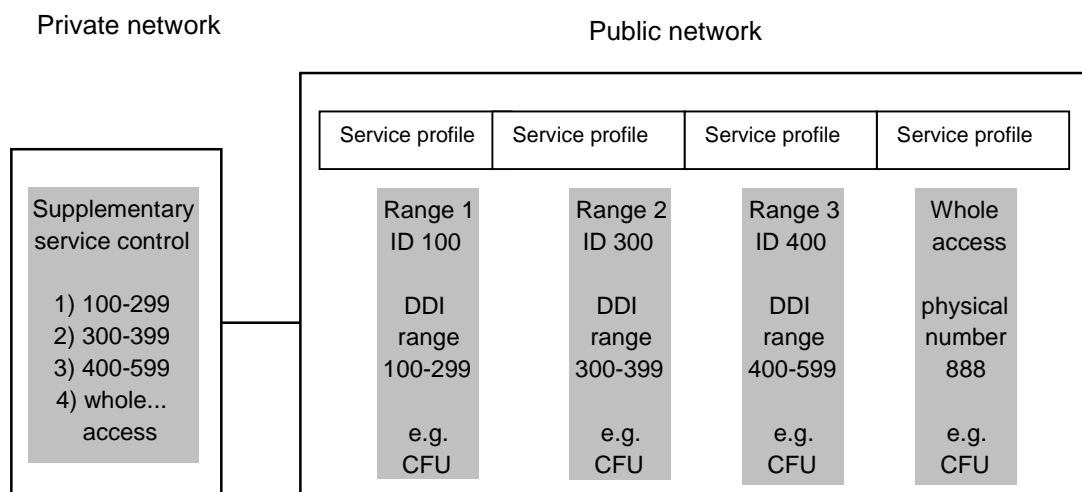 Private network
Public network
Service profile
Service profile
Service profile
Service profile
Supplementary
service control
1) 100-299
2) 300-399
3) 400-599
4) whole...
access
Range 1
ID 100
DDI
range
100-299
e.g.
CFU
Range 2
ID 300
DDI
range
300-399
e.g.
CFU
Range 3
ID 400
DDI
range
400-599
e.g.
CFU
Whole
access
physical
number
888
e.g.
CFU